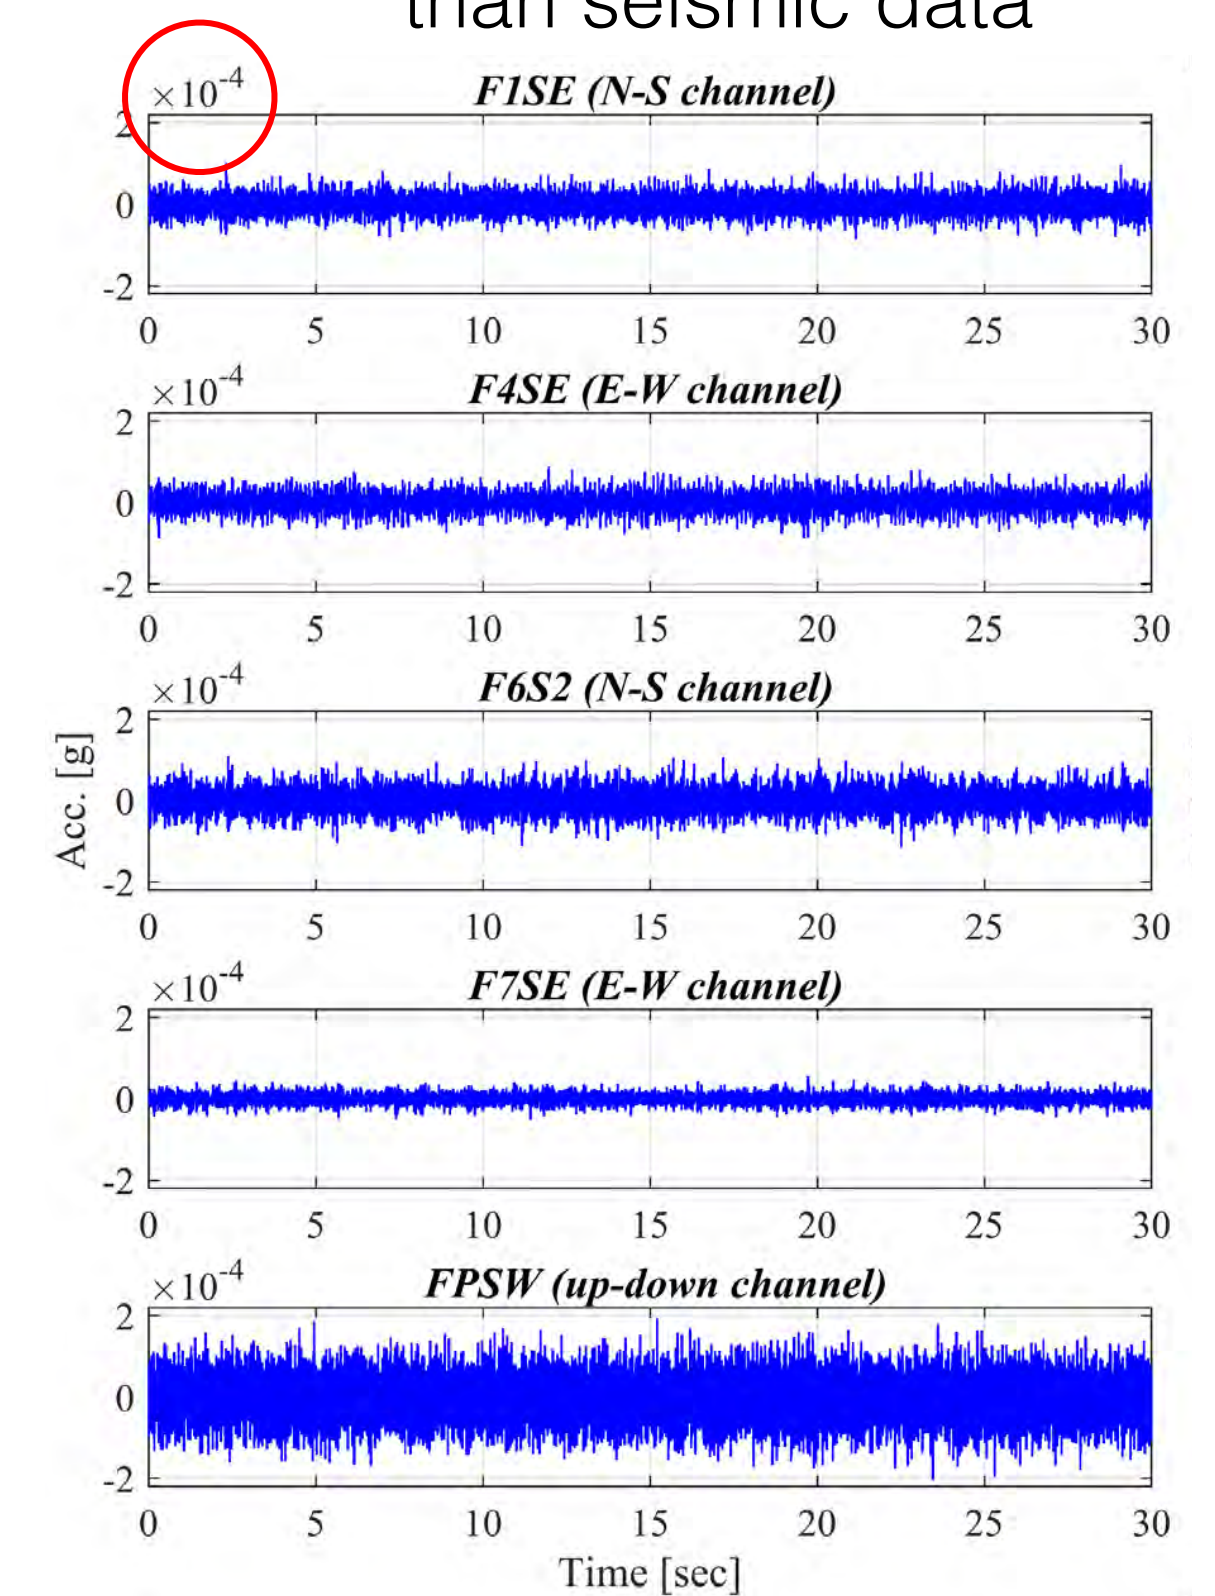 than seismic data
×10-4
F1SE (N-S channel)
2
0
-2
0 5 10 15 20 25 30
×10-4
F4SE (E-W channel)
2
0
-2
0 5 10 15 20 25 30
×10-4
F6S2 (N-S channel)
2
0
-2
0 5 10 15 20 25 30
Acc. [g]
×10-4
F7SE (E-W channel)
2
0
-2
0 5 10 15 20 25 30
×10-4
FPSW (up-down channel)
2
0
-2
0 5 10 15 20 25 30
Time [sec]